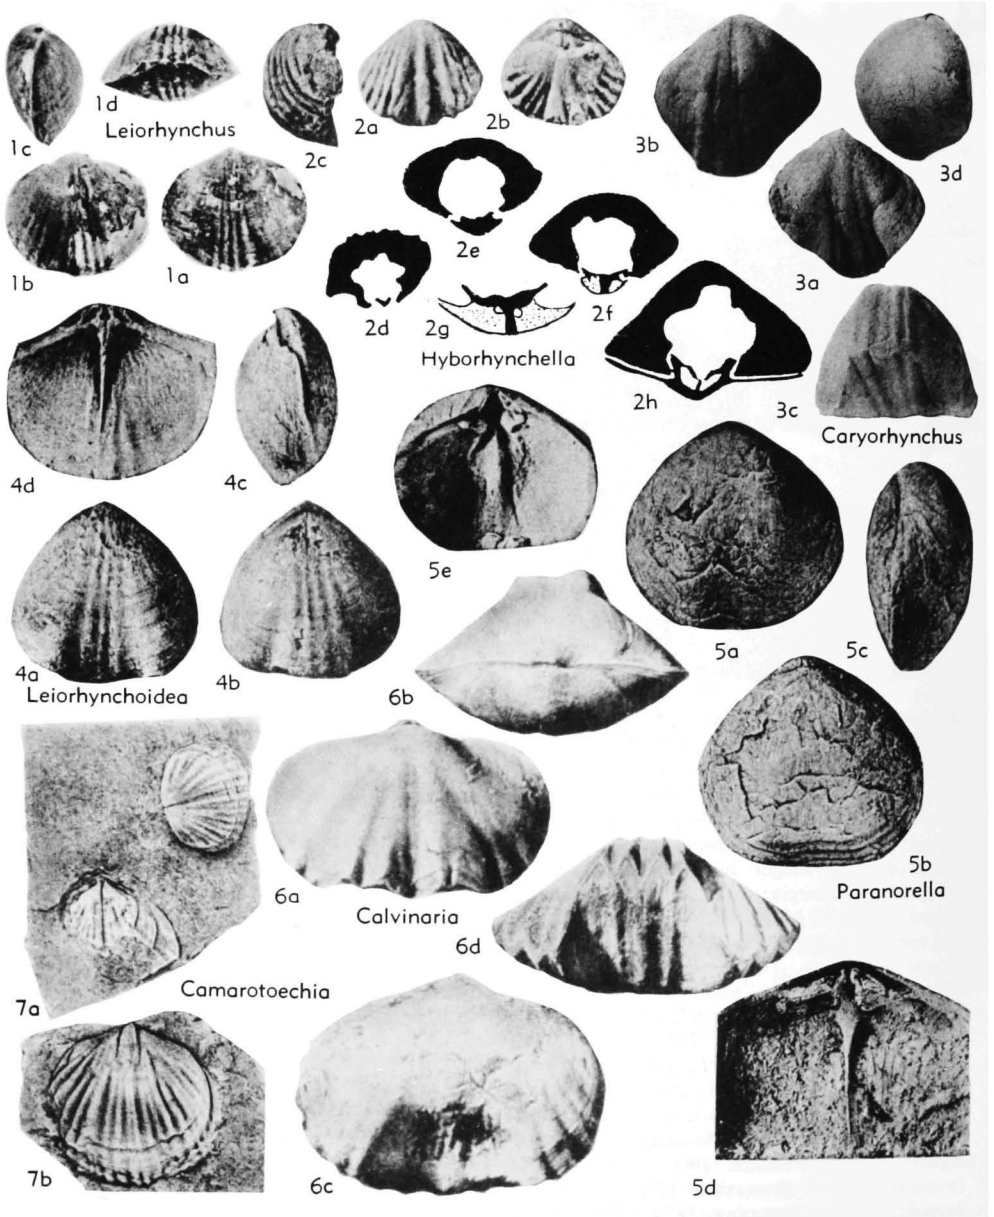 1c
1d
Leiorhynchus
2c
2a
2b
3b
3d
1b
1a
2e
3a
2d
2g
2f
Hyborhynchella
2h
3c
Caryorhynchus
4d
4c
5e
5a
5c
4a
Leiorhynchoidea
4b
6b
5b
Paranorella
6a
Calvinaria
6d
7a
Camarotoechia
7b
6c
5d